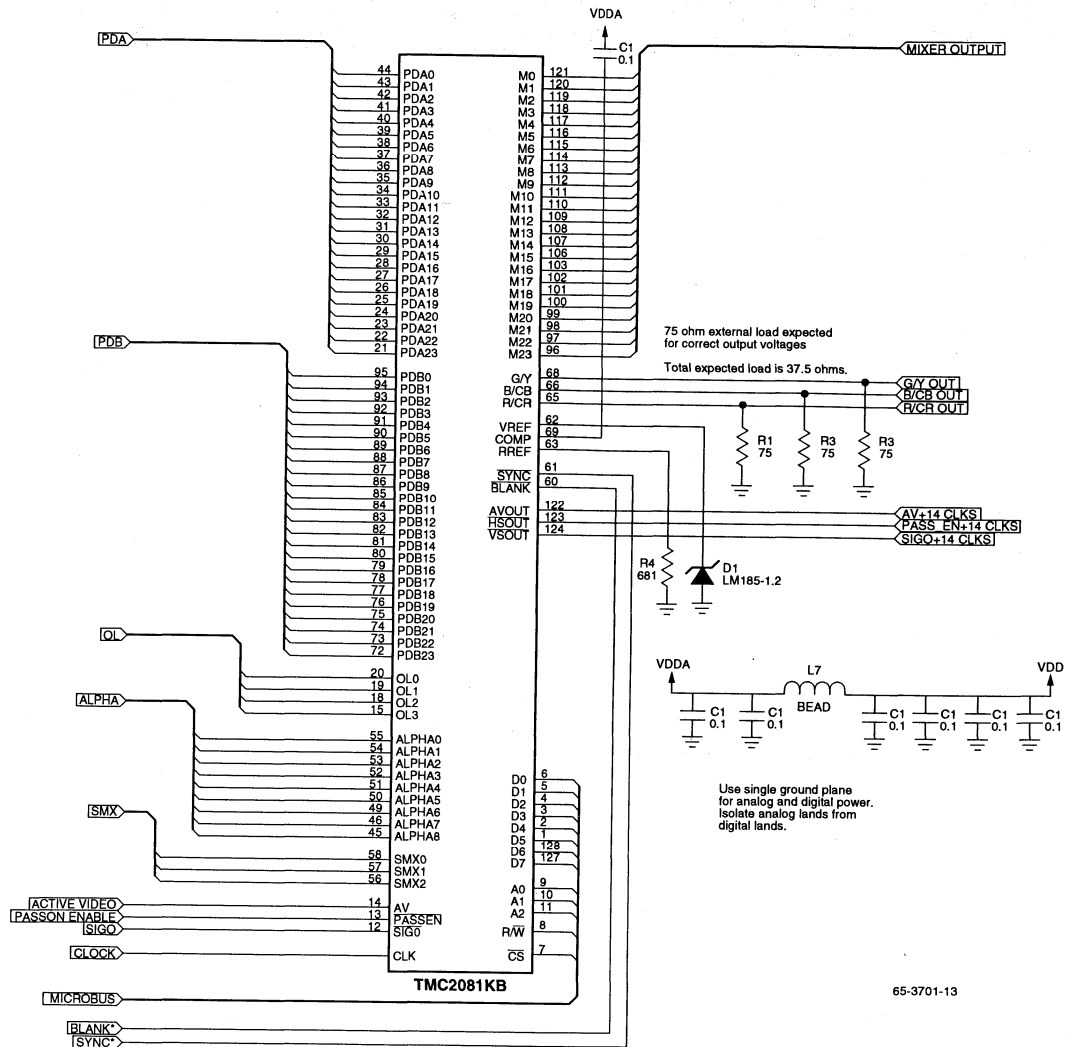 VDDA
PDA
C1
0.1
MIXER OUTPUT
44 PDA0
43 PDA1
42 PDA2
41 PDA3
40 PDA4
39 PDA5
38 PDA6
37 PDA7
36 PDA8
35 PDA9
34 PDA10
33 PDA11
32 PDA12
31 PDA13
30 PDA14
29 PDA15
28 PDA16
27 PDA17
26 PDA18
25 PDA19
24 PDA20
23 PDA21
22 PDA22
21 PDA23
M0 121
M1 120
M2 119
M3 118
M4 117
M5 116
M6 115
M7 114
M8 113
M9 112
M10 111
M11 110
M12 109
M13 108
M14 107
M15 106
M16 103
M17 102
M18 101
M19 100
M20 99
M21 98
M22 97
M23 96
75 ohm external load expected
for correct output voltages
Total expected load is 37.5 ohms.
PDB
95 PDB0
94 PDB1
93 PDB2
92 PDB3
91 PDB4
90 PDB5
89 PDB6
88 PDB7
87 PDB8
86 PDB9
85 PDB10
84 PDB11
83 PDB12
82 PDB13
81 PDB14
80 PDB15
79 PDB16
78 PDB17
77 PDB18
76 PDB19
75 PDB20
74 PDB21
73 PDB22
72 PDB23
G/Y 68
B/CB 66
R/CR 65
G/Y OUT
B/CB OUT
R/CR OUT
VREF 62
COMP 69
RREF 63
R1
75
R3
75
R3
75
SYNC 61
BLANK 60
AVOUT 122
HSOUT 123
VSOUT 124
AV+14 CLKS
PASS EN+14 CLKS
SIGO+14 CLKS
R4
681
D1
LM185-1.2
OL
20 OL0
19 OL1
18 OL2
15 OL3
ALPHA
55 ALPHA0
54 ALPHA1
53 ALPHA2
52 ALPHA3
51 ALPHA4
50 ALPHA5
49 ALPHA6
46 ALPHA7
45 ALPHA8
VDDA
L7
BEAD
VDD
C1
0.1
C1
0.1
C1
0.1
C1
0.1
C1
0.1
C1
0.1
Use single ground plane
for analog and digital power.
Isolate analog lands from
digital lands.
SMX
58 SMX0
57 SMX1
56 SMX2
D0 6
D1 5
D2 4
D3 3
D4 2
D5 1
D6 128
D7 127
A0 9
A1 10
A2 11
R/W 8
CS 7
ACTIVE VIDEO 14 AV
PASSON ENABLE 13 PASSEN
SIGO 12 SIG0
CLOCK CLK
TMC2081KB
MICROBUS
65-3701-13
BLANK*
SYNC*